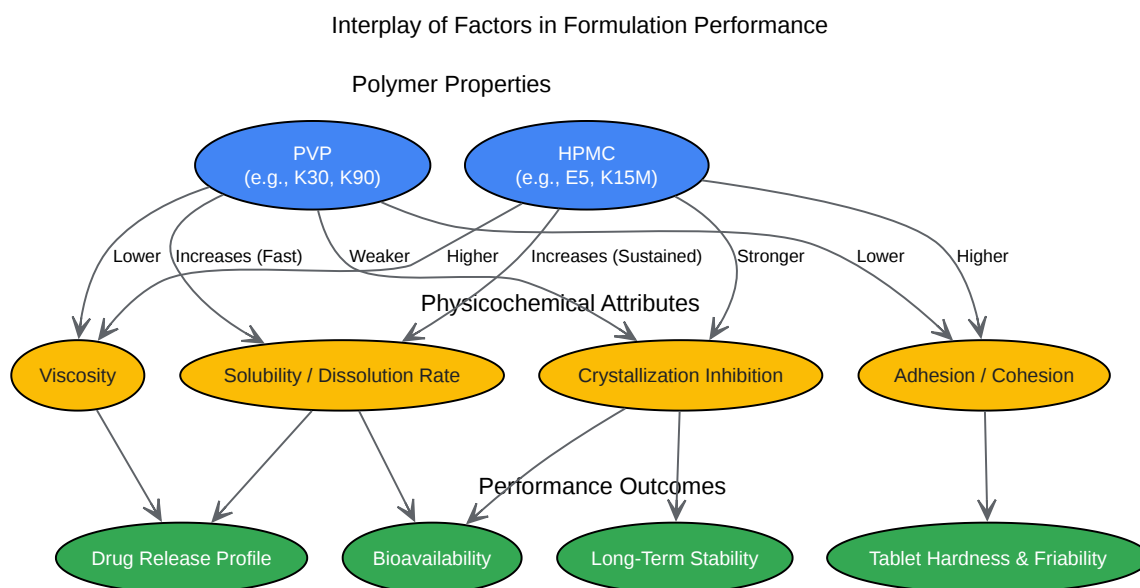 Interplay of Factors in Formulation Performance
Polymer Properties
PVP
(e.g., K30, K90)
HPMC
(e.g., E5, K15M)
Lower
Increases (Fast)
Weaker
Higher
Increases (Sustained)
Stronger
Lower
Higher
Physicochemical Attributes
Viscosity
Solubility / Dissolution Rate
Crystallization Inhibition
Adhesion / Cohesion
Performance Outcomes
Drug Release Profile
Bioavailability
Long-Term Stability
Tablet Hardness & Friability